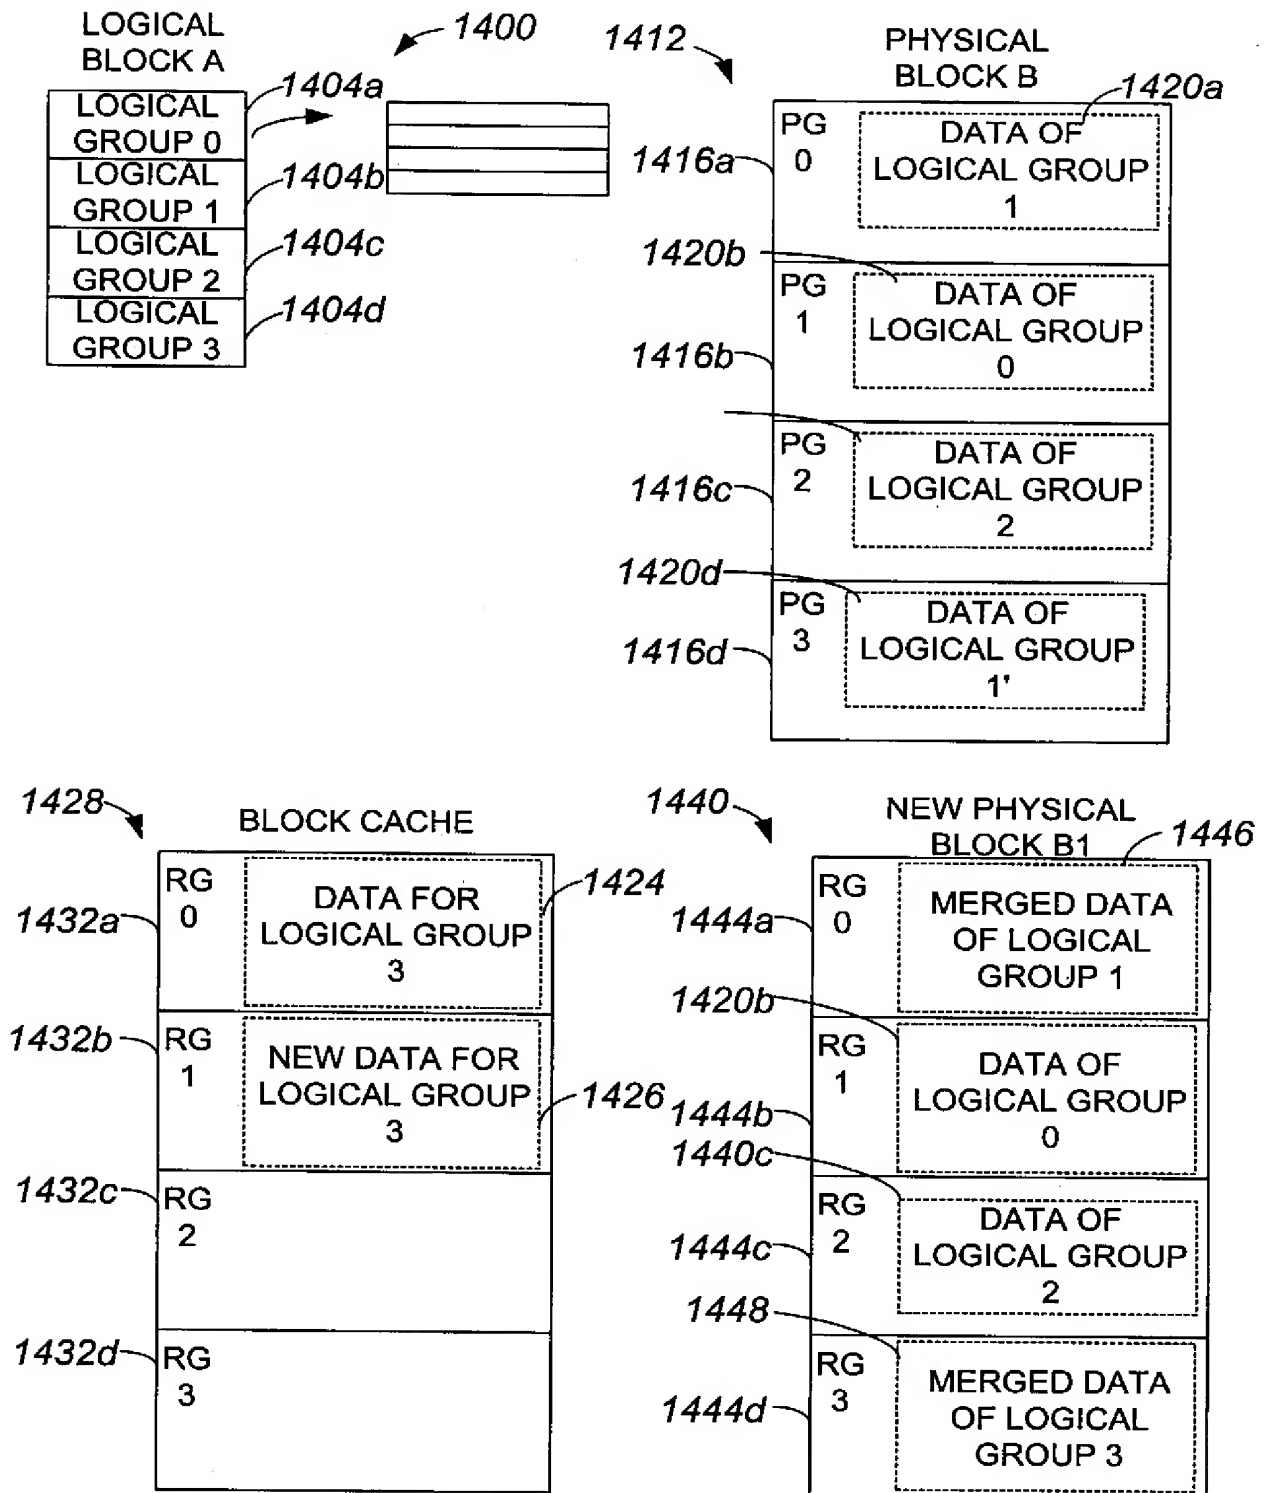 LOGICAL
BLOCK A
1400
1404a
LOGICAL
GROUP 0
LOGICAL
GROUP 1
1404b
LOGICAL
GROUP 2
1404c
LOGICAL
GROUP 3
1404d
1412
PHYSICAL
BLOCK B
1420a
PG
0
DATA OF
LOGICAL GROUP
1
1416a
1420b
PG
1
DATA OF
LOGICAL GROUP
0
1416b
PG
2
DATA OF
LOGICAL GROUP
2
1416c
1420d
PG
3
DATA OF
LOGICAL GROUP
1'
1416d
1428
BLOCK CACHE
RG
0
DATA FOR
LOGICAL GROUP
3
1424
1432a
1432b
RG
1
NEW DATA FOR
LOGICAL GROUP
3
1426
1432c
RG
2
1432d
RG
3
1440
NEW PHYSICAL
BLOCK B1
1446
RG
0
MERGED DATA
OF LOGICAL
GROUP 1
1444a
1420b
RG
1
DATA OF
LOGICAL GROUP
0
1444b
1440c
RG
2
DATA OF
LOGICAL GROUP
2
1444c
1448
RG
3
MERGED DATA
OF LOGICAL
GROUP 3
1444d